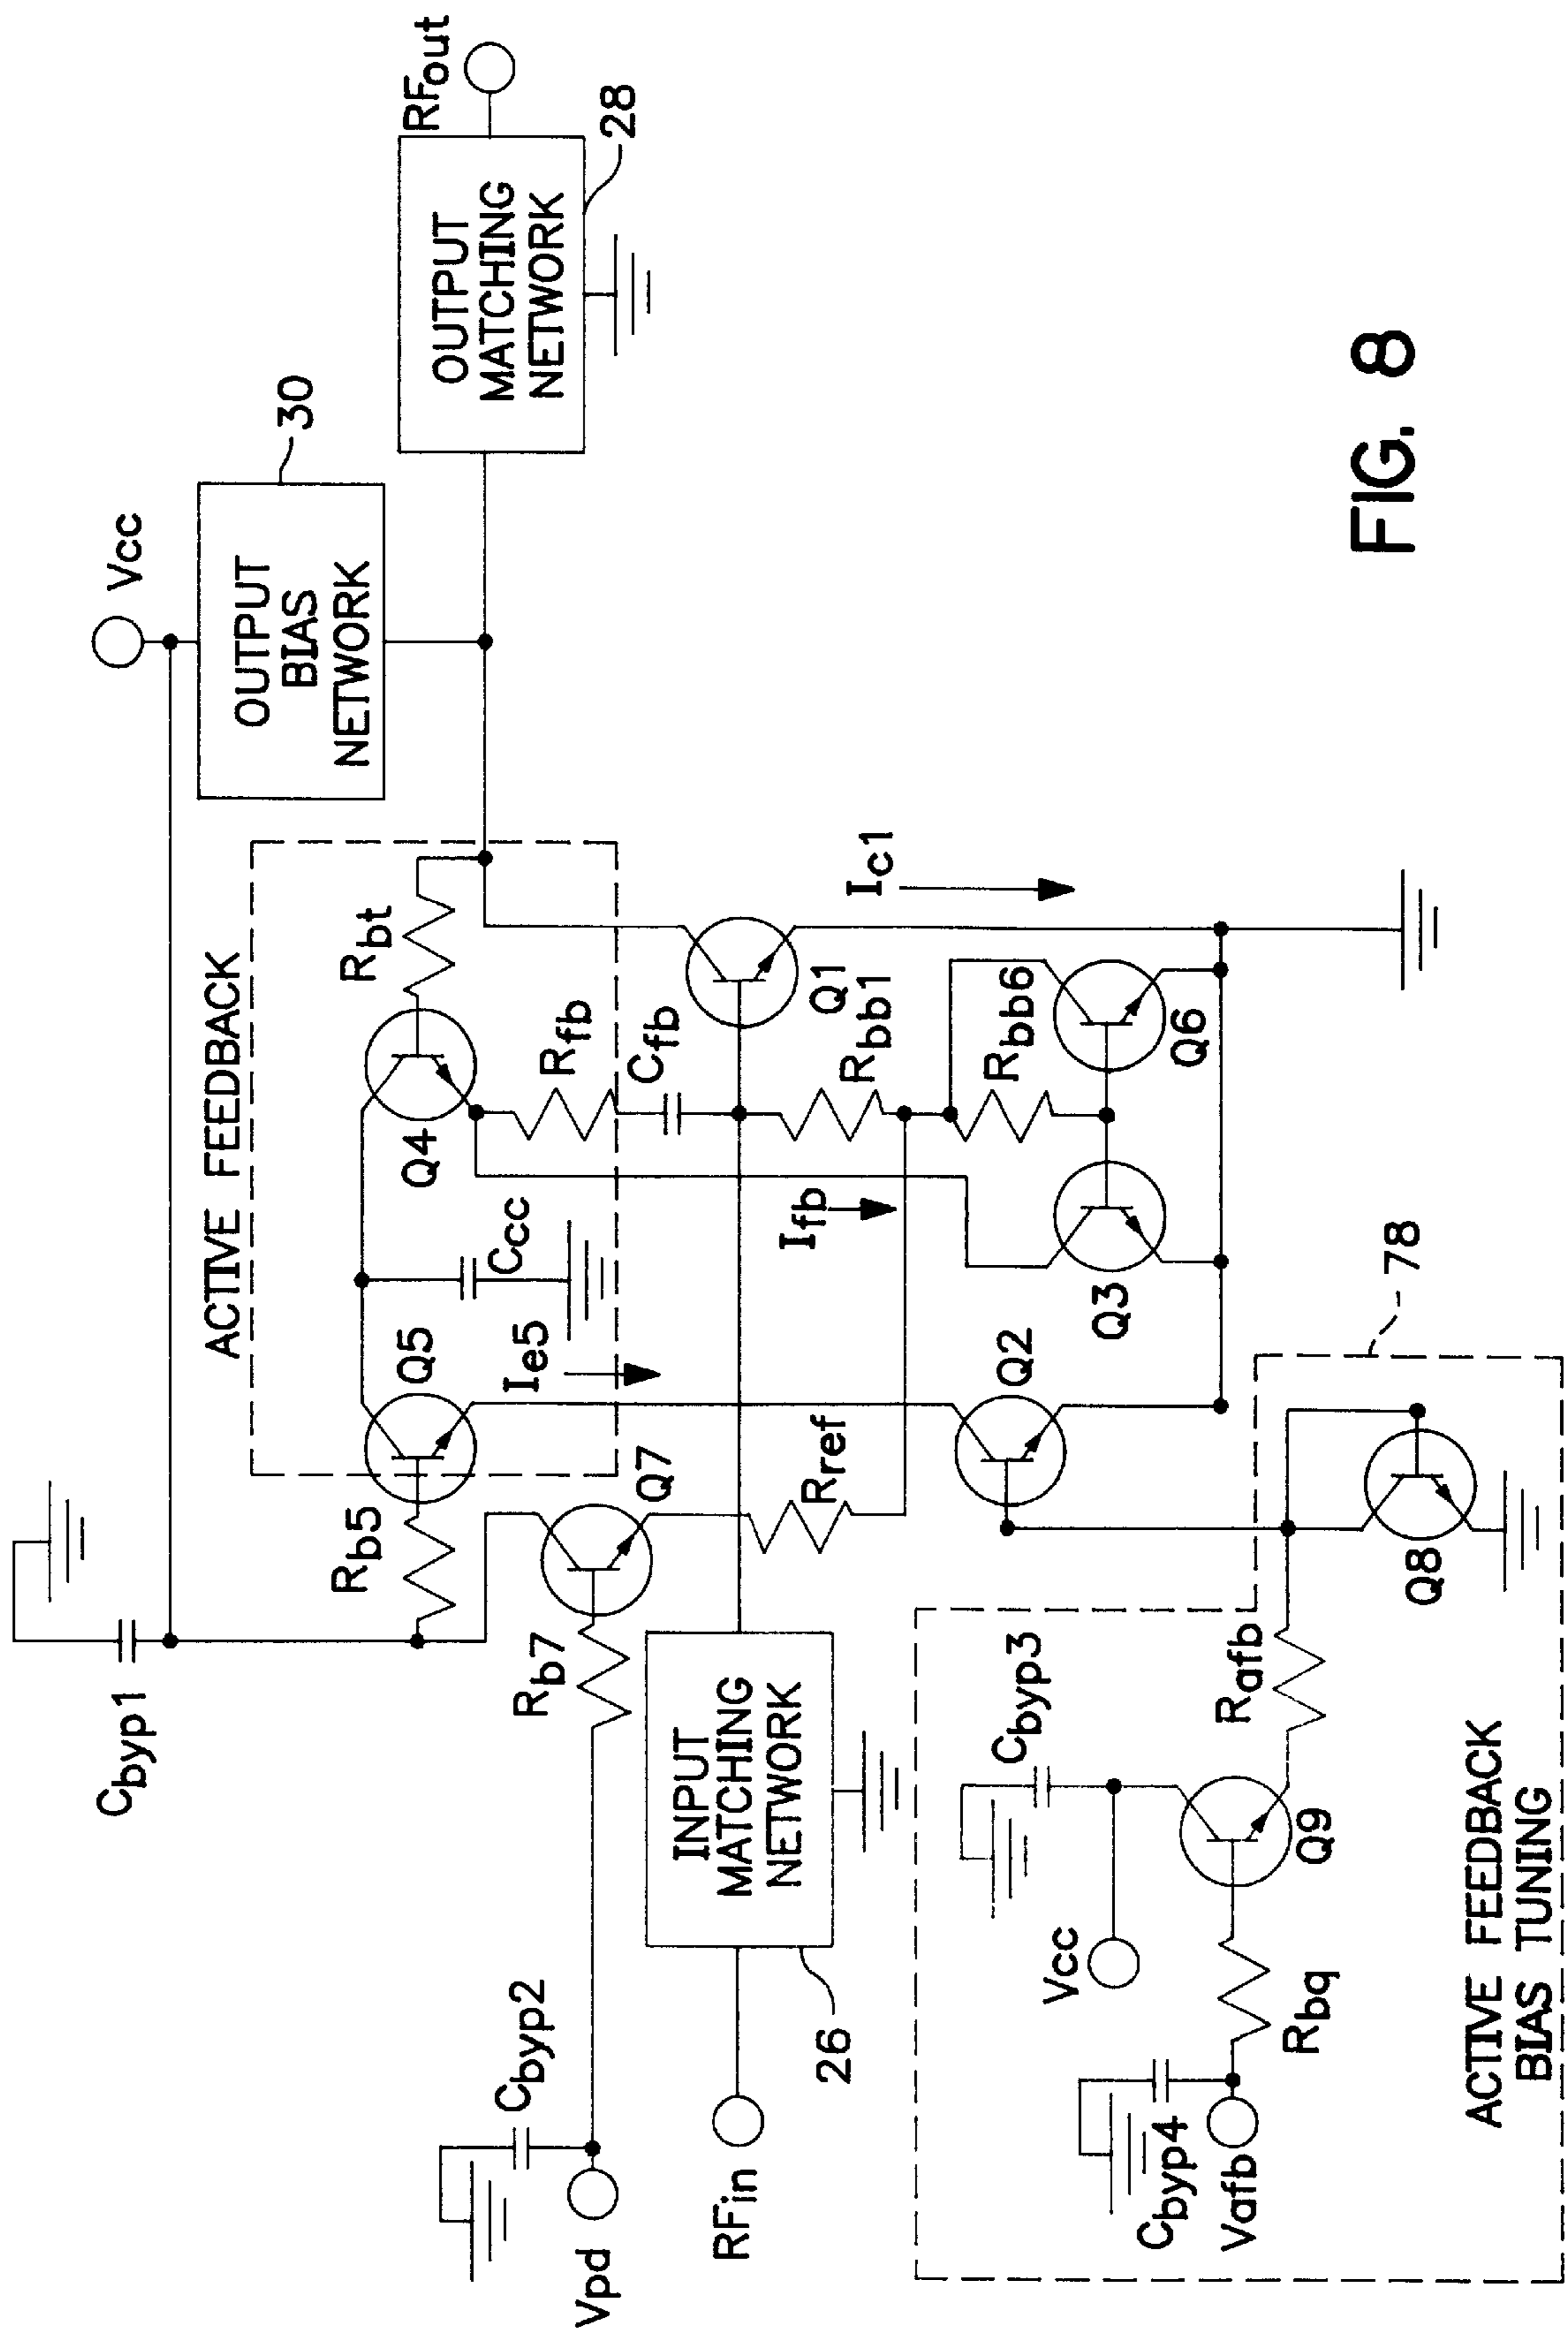 Vcc
30
OUTPUT
BIAS
NETWORK
RFout
OUTPUT
MATCHING
NETWORK
28
Cbyp1
ACTIVE FEEDBACK
Rb5
Q5
Q4
Rbt
Ccc
Rfb
Cfb
Ie5
Q7
Rb7
Cbyp2
Vpd
INPUT
MATCHING
NETWORK
RFin
26
Rref
Ifb
Q1
Ic1
Rbb1
Rbb6
Q2
Q3
Q6
78
Cbyp3
Vcc
Rafb
Q9
Q8
Cbyp4
Vafb
Rbq
ACTIVE FEEDBACK
BIAS TUNING
FIG. 8